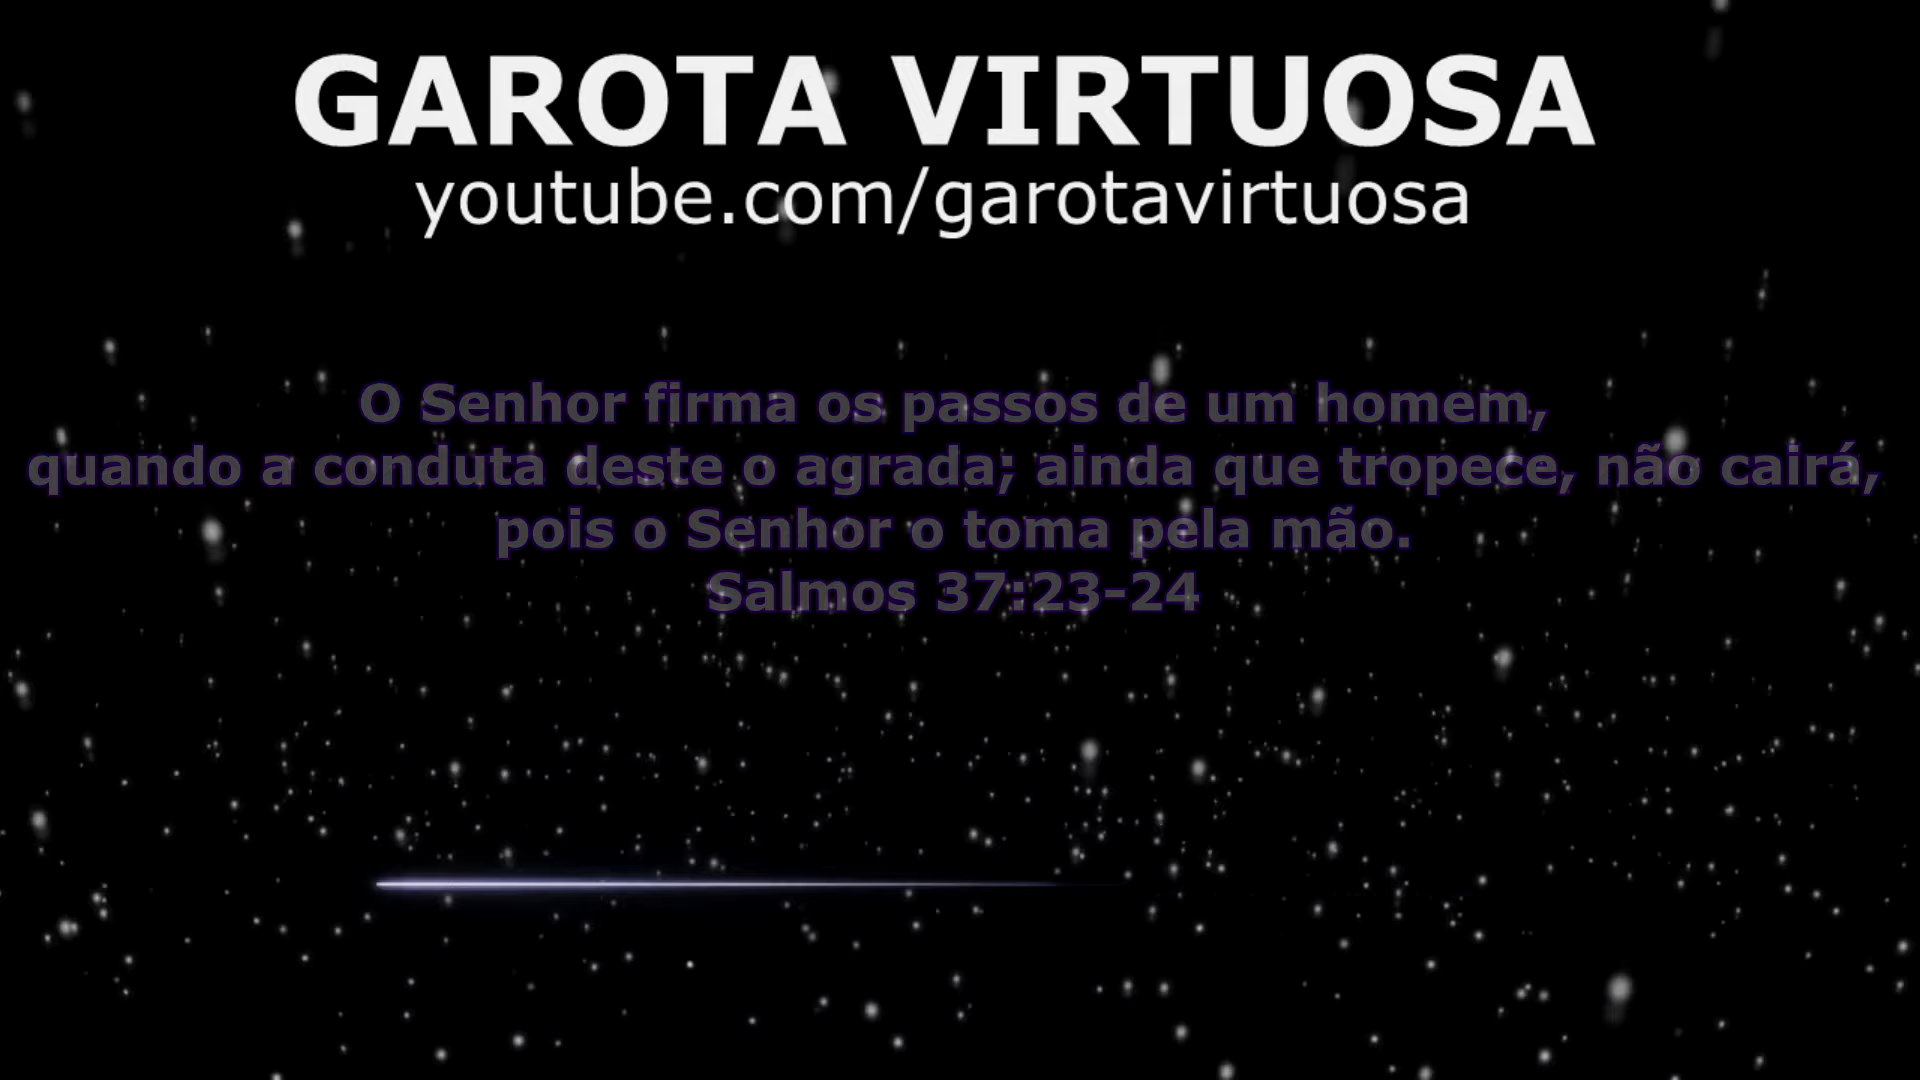 GAROTA VIRTUOSA
youtube.com/garotavirtuosa
O Senhor firma os passos de um homem,
quando a conduta deste o agrada; ainda que tropece, não cairá,
pois o Senhor o toma pela mão.
Salmos 37:23-24